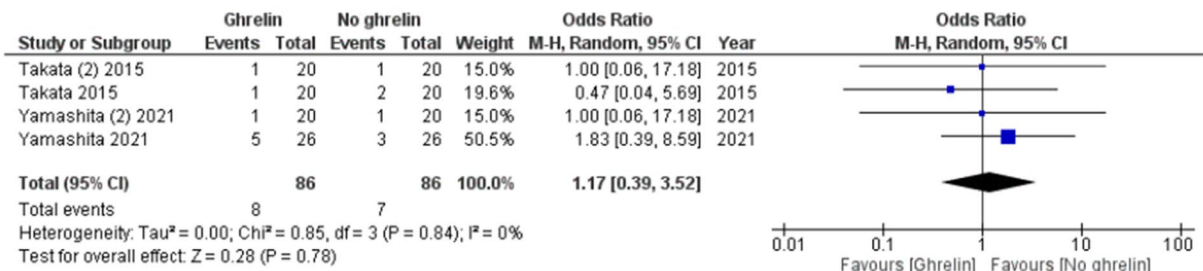 Ghrelin No ghrelin Odds Ratio Odds Ratio
Study or Subgroup Events Total Events Total Weight M-H, Random, 95% CI Year M-H, Random, 95% CI
Takata (2) 2015 1 20 1 20 15.0% 1.00 [0.06, 17.18] 2015
Takata 2015 1 20 2 20 19.6% 0.47 [0.04, 5.69] 2015
Yamashita (2) 2021 1 20 1 20 15.0% 1.00 [0.06, 17.18] 2021
Yamashita 2021 5 26 3 26 50.5% 1.83 [0.39, 8.59] 2021
Total (95% CI) 86 86 100.0% 1.17 [0.39, 3.52]
Total events 8 7
Heterogeneity: Tau² = 0.00; Chi² = 0.85, df = 3 (P = 0.84); I² = 0%
Test for overall effect: Z = 0.28 (P = 0.78)
0.01 0.1 1 10 100
Favours [Ghrelin] Favours [No ghrelin]